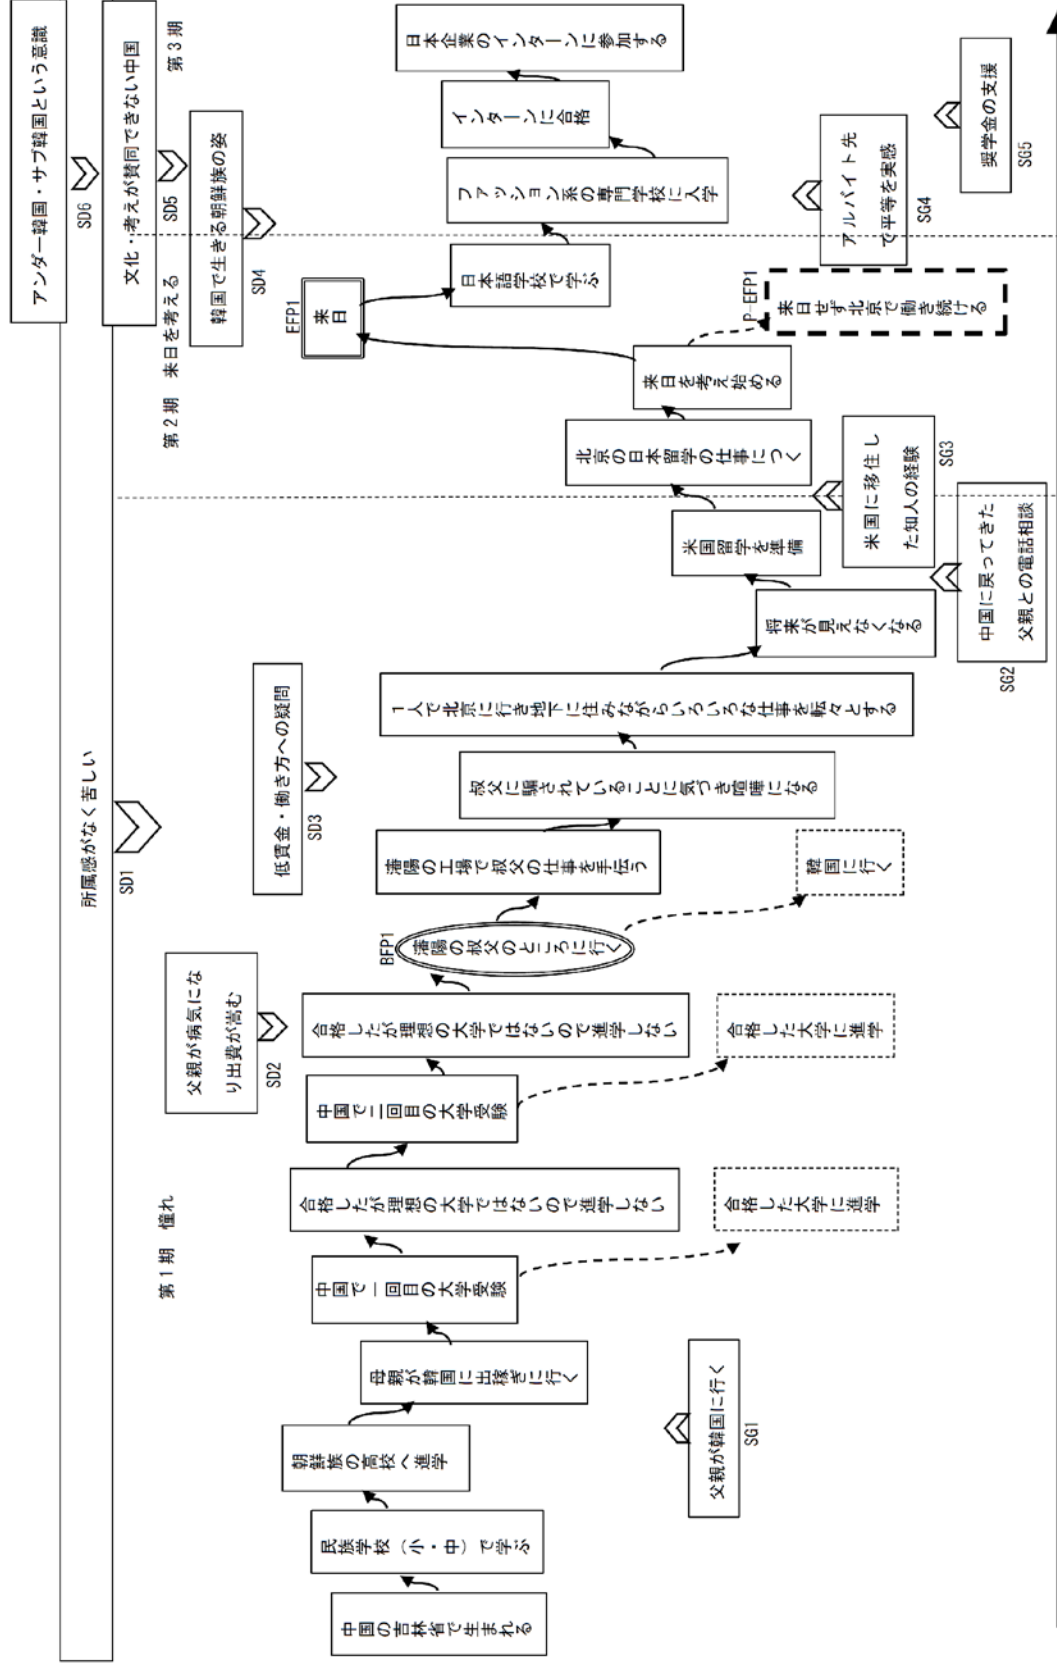 アンダー韓国・サブ韓国という意識
SD6
所属感がなく苦しい
SD1
文化・考えが賛同できない中国
SD5
第1期 憧れ
第2期 来日を考える
第3期
父親が病気にな
り出費が嵩む
SD2
低賃金・働き方への疑問
SD3
韓国で生きる朝鮮族の姿
SD4
中国の吉林省で生まれる
民族学校（小・中）で学ぶ
朝鮮族の高校へ進学
母親が韓国に出稼ぎに行く
中国で一回目の大学受験
合格したが理想の大学ではないので進学しない
中国で二回目の大学受験
合格したが理想の大学ではないので進学しない
BFP1
瀋陽の叔父のところに行く
瀋陽の工場で叔父の仕事を手伝う
叔父に騙されていることに気づき喧嘩になる
1人で北京に行き地下に住みながらいろいろな仕事を転々とする
将来が見えなくなる
米国留学を準備
北京の日本留学の仕事につく
来日を考え始める
EFP1
来日
日本語学校で学ぶ
ファッション系の専門学校に入学
インターンに合格
日本企業のインターンに参加する
合格した大学に進学
合格した大学に進学
韓国に行く
P-EFP1
来日せず北京で働き続ける
父親が韓国に行く
SG1
中国に戻ってきた
父親との電話相談
SG2
米国に移住し
た知人の経験
SG3
アルバイト先
で平等を実感
SG4
奨学金の支援
SG5